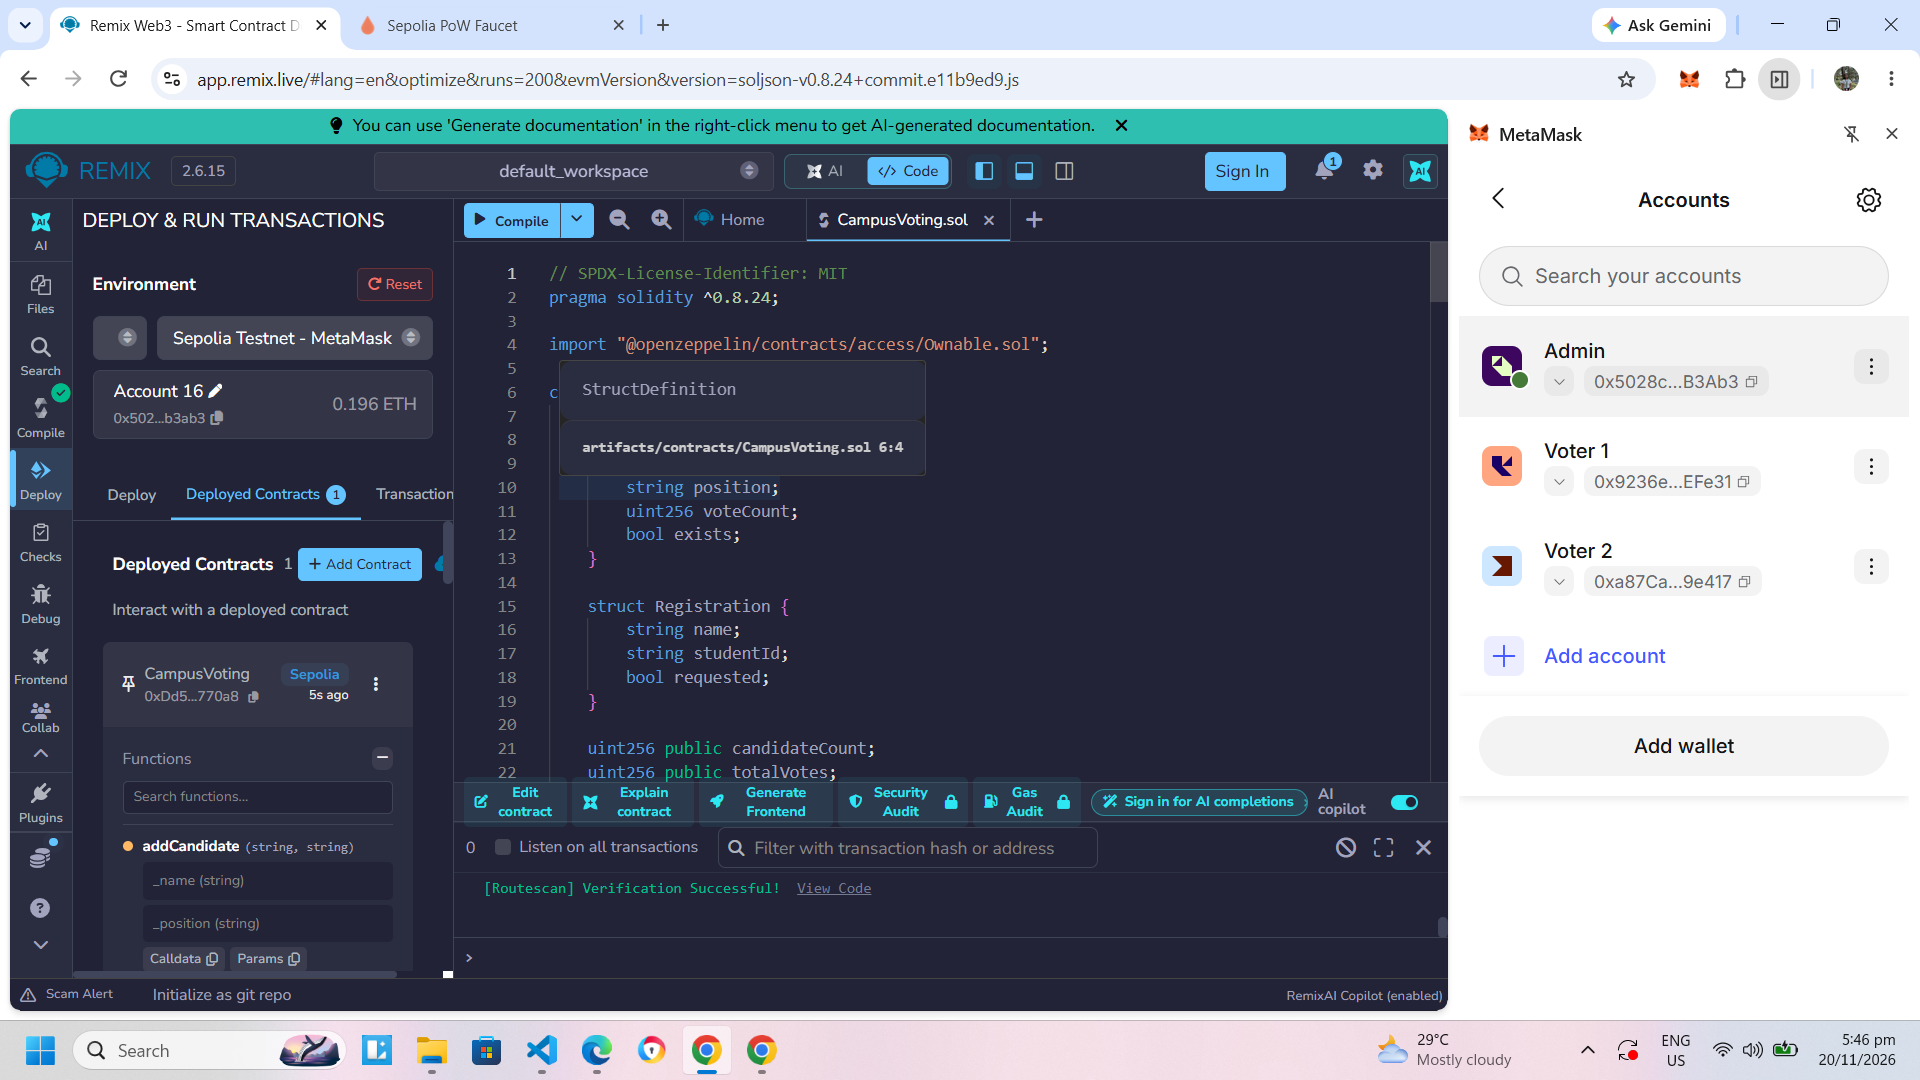 Remix Web3 - Smart Contract D
Sepolia PoW Faucet
Ask Gemini
app.remix.live/#lang=en&optimize&runs=200&evmVersion&version=soljson-v0.8.24+commit.e11b9ed9.js
You can use 'Generate documentation' in the right-click menu to get AI-generated documentation.
REMIX
2.6.15
default_workspace
AI
Code
Sign In
1
AI
AI
AI
Files
Search
Compile
Deploy
Checks
Debug
Frontend
Collab
Plugins
DEPLOY & RUN TRANSACTIONS
Environment
Reset
Sepolia Testnet - MetaMask
Account 16
0x502...b3ab3
0.196 ETH
Deploy
Deployed Contracts 1
Transaction
Deployed Contracts 1
+ Add Contract
Interact with a deployed contract
CampusVoting
Sepolia
0xDd5...770a8
5s ago
Functions
Search functions...
addCandidate (string, string)
_name (string)
_position (string)
Calldata
Params
Compile
Home
CampusVoting.sol
1 // SPDX-License-Identifier: MIT
2 pragma solidity ^0.8.24;
3
4 import "@openzeppelin/contracts/access/Ownable.sol";
5
6 c
StructDefinition
7
8
artifacts/contracts/CampusVoting.sol 6:4
9
10 string position;
11 uint256 voteCount;
12 bool exists;
13 }
14
15 struct Registration {
16 string name;
17 string studentId;
18 bool requested;
19 }
20
21 uint256 public candidateCount;
22 uint256 public totalVotes;
Edit contract
Explain contract
Generate Frontend
Security Audit
Gas Audit
Sign in for AI completions
AI copilot
0
Listen on all transactions
Filter with transaction hash or address
[Routescan] Verification Successful! View Code
>
Scam Alert
Initialize as git repo
RemixAI Copilot (enabled)
MetaMask
Accounts
Search your accounts
Admin
0x5028c...B3Ab3
Voter 1
0x9236e...EFe31
Voter 2
0xa87Ca...9e417
Add account
Add wallet
Search
29°C
Mostly cloudy
ENG
US
5:46 pm
20/11/2026